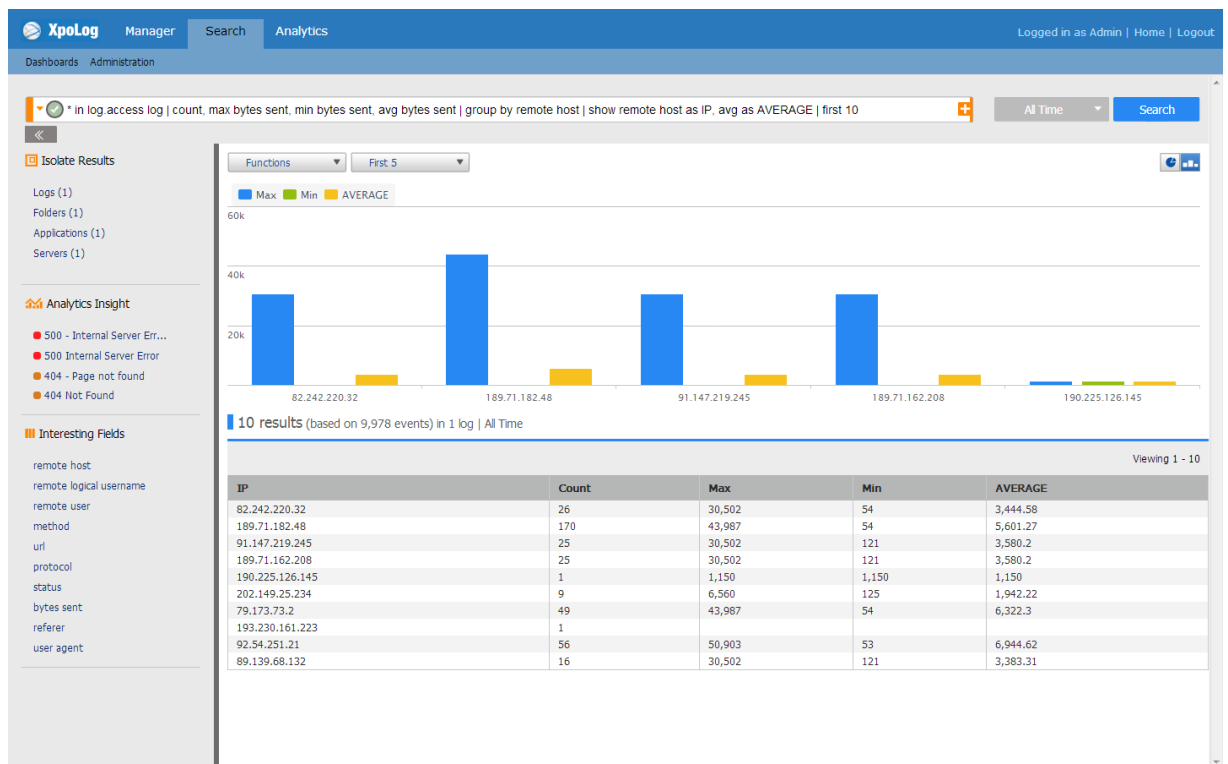 XpoLog Manager Search Analytics Logged in as Admin | Home | Logout
Dashboards Administration
* in log.access log | count, max bytes sent, min bytes sent, avg bytes sent | group by remote host | show remote host as IP, avg as AVERAGE | first 10 All Time Search
Isolate Results
Logs (1)
Folders (1)
Applications (1)
Servers (1)
Analytics Insight
500 - Internal Server Err...
500 Internal Server Error
404 - Page not found
404 Not Found
Interesting Fields
remote host
remote logical username
remote user
method
url
protocol
status
bytes sent
referer
user agent
Functions First 5
Max Min AVERAGE
60k
40k
20k
82.242.220.32 189.71.182.48 91.147.219.245 189.71.162.208 190.225.126.145
10 results (based on 9,978 events) in 1 log | All Time
Viewing 1 - 10
IP Count Max Min AVERAGE
82.242.220.32 26 30,502 54 3,444.58
189.71.182.48 170 43,987 54 5,601.27
91.147.219.245 25 30,502 121 3,580.2
189.71.162.208 25 30,502 121 3,580.2
190.225.126.145 1 1,150 1,150 1,150
202.149.25.234 9 6,560 125 1,942.22
79.173.73.2 49 43,987 54 6,322.3
193.230.161.223 1
92.54.251.21 56 50,903 53 6,944.62
89.139.68.132 16 30,502 121 3,383.31